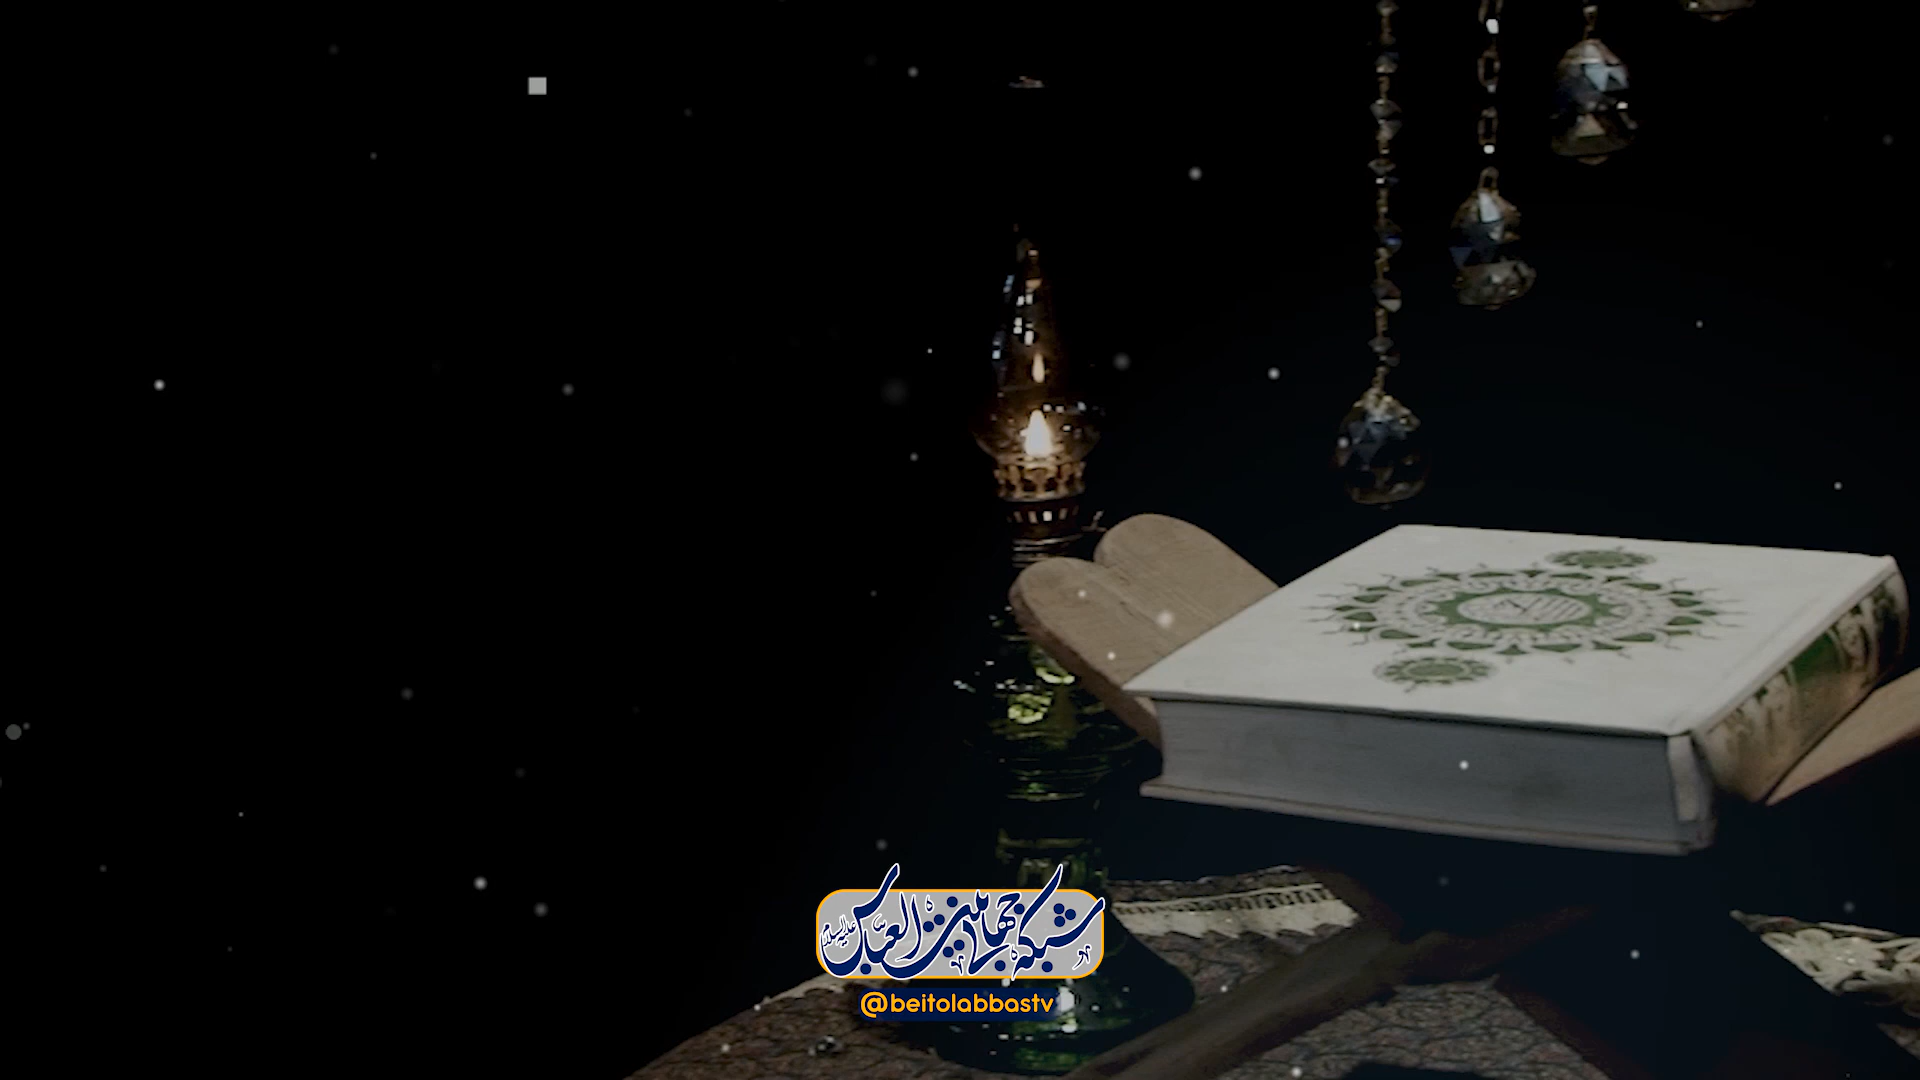 شبکه جهانی بیت العباس علیه السلام
@beitolabbastv